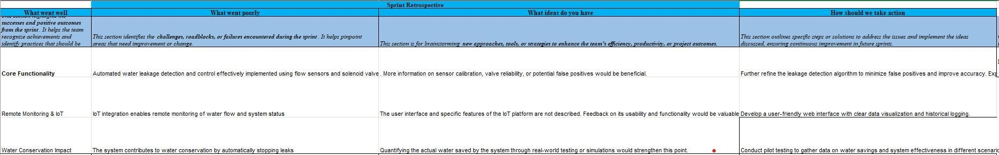 Sprint Retrospective
What went well
What went poorly
What ideas do you have
How should we take action
This section highlights the
successes and positive outcomes
from the sprint. It helps the team
recognize achievements and
identify practices that should be
This section identifies the challenges, roadblocks, or failures encountered during the sprint. It helps pinpoint
areas that need improvement or change.
This section is for brainstorming new approaches, tools, or strategies to enhance the team's efficiency, productivity, or project outcomes.
This section outlines specific steps or solutions to address the issues and implement the ideas
discussed, ensuring continuous improvement in future sprints.
Core Functionality
Automated water leakage detection and control effectively implemented using flow sensors and solenoid valve
. More information on sensor calibration, valve reliability, or potential false positives would be beneficial.
Further refine the leakage detection algorithm to minimize false positives and improve accuracy. Exp
Remote Monitoring & IoT
IoT integration enables remote monitoring of water flow and system status
The user interface and specific features of the IoT platform are not described. Feedback on its usability and functionality would be valuable
Develop a user-friendly web interface with clear data visualization and historical logging.
Water Conservation Impact
The system contributes to water conservation by automatically stopping leaks
Quantifying the actual water saved by the system through real-world testing or simulations would strengthen this point.
Conduct pilot testing to gather data on water savings and system effectiveness in different scenario